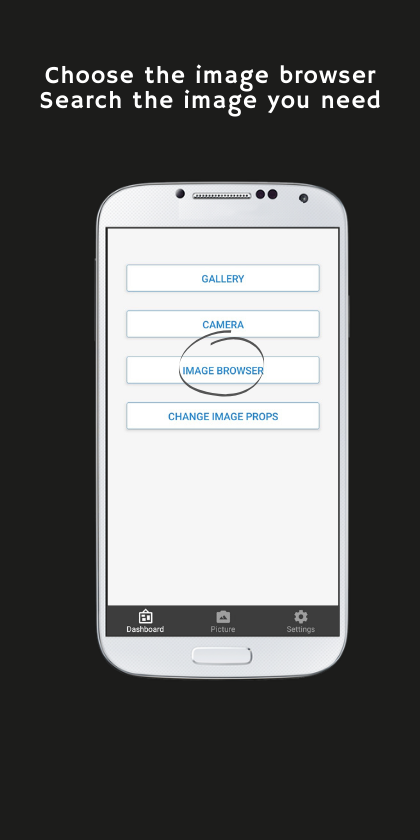 Choose the image browser
Search the image you need
GALLERY
CAMERA
IMAGE BROWSER
CHANGE IMAGE PROPS
Dashboard Picture Settings